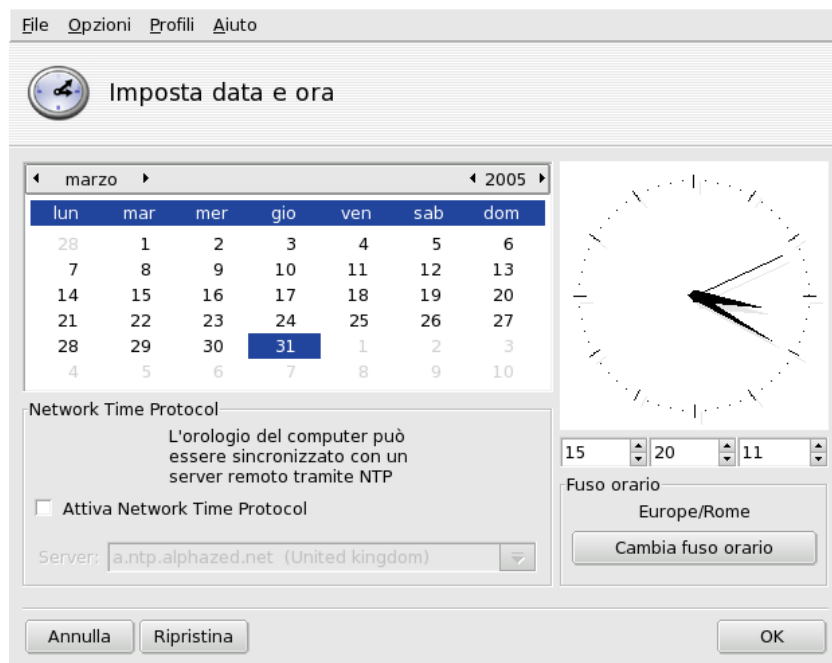 File Opzioni Profili Aiuto
Imposta data e ora
marzo 2005
lun mar mer gio ven sab dom
28 1 2 3 4 5 6
7 8 9 10 11 12 13
14 15 16 17 18 19 20
21 22 23 24 25 26 27
28 29 30 31 1 2 3
4 5 6 7 8 9 10
Network Time Protocol
L'orologio del computer può
essere sincronizzato con un
server remoto tramite NTP
Attiva Network Time Protocol
Server: a.ntp.alphazed.net (United kingdom)
15 20 11
Fuso orario
Europe/Rome
Cambia fuso orario
Annulla Ripristina OK